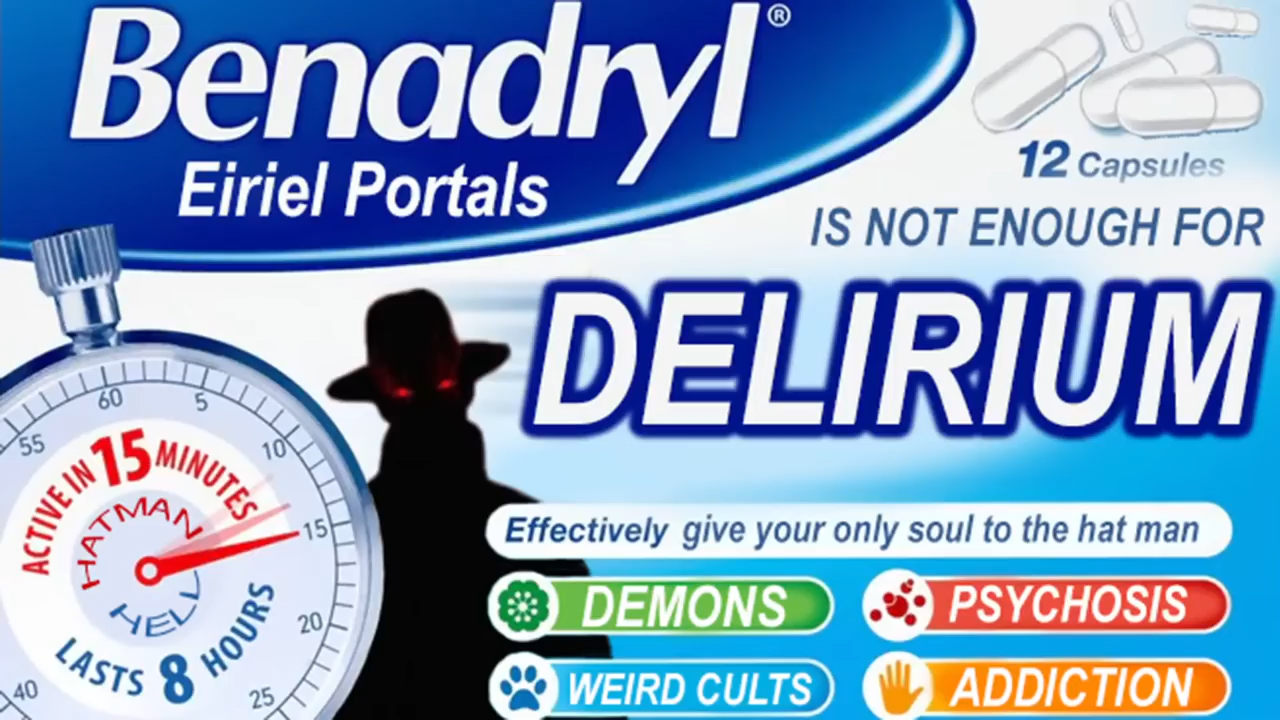 Benadryl®
Eiriel Portals
12 Capsules
IS NOT ENOUGH FOR
DELIRIUM
60
5
55
10
ACTIVE IN 15 MINUTES
15
HATMAN
HELL
LASTS 8 HOURS
20
40
25
Effectively give your only soul to the hat man
DEMONS
PSYCHOSIS
WEIRD CULTS
ADDICTION